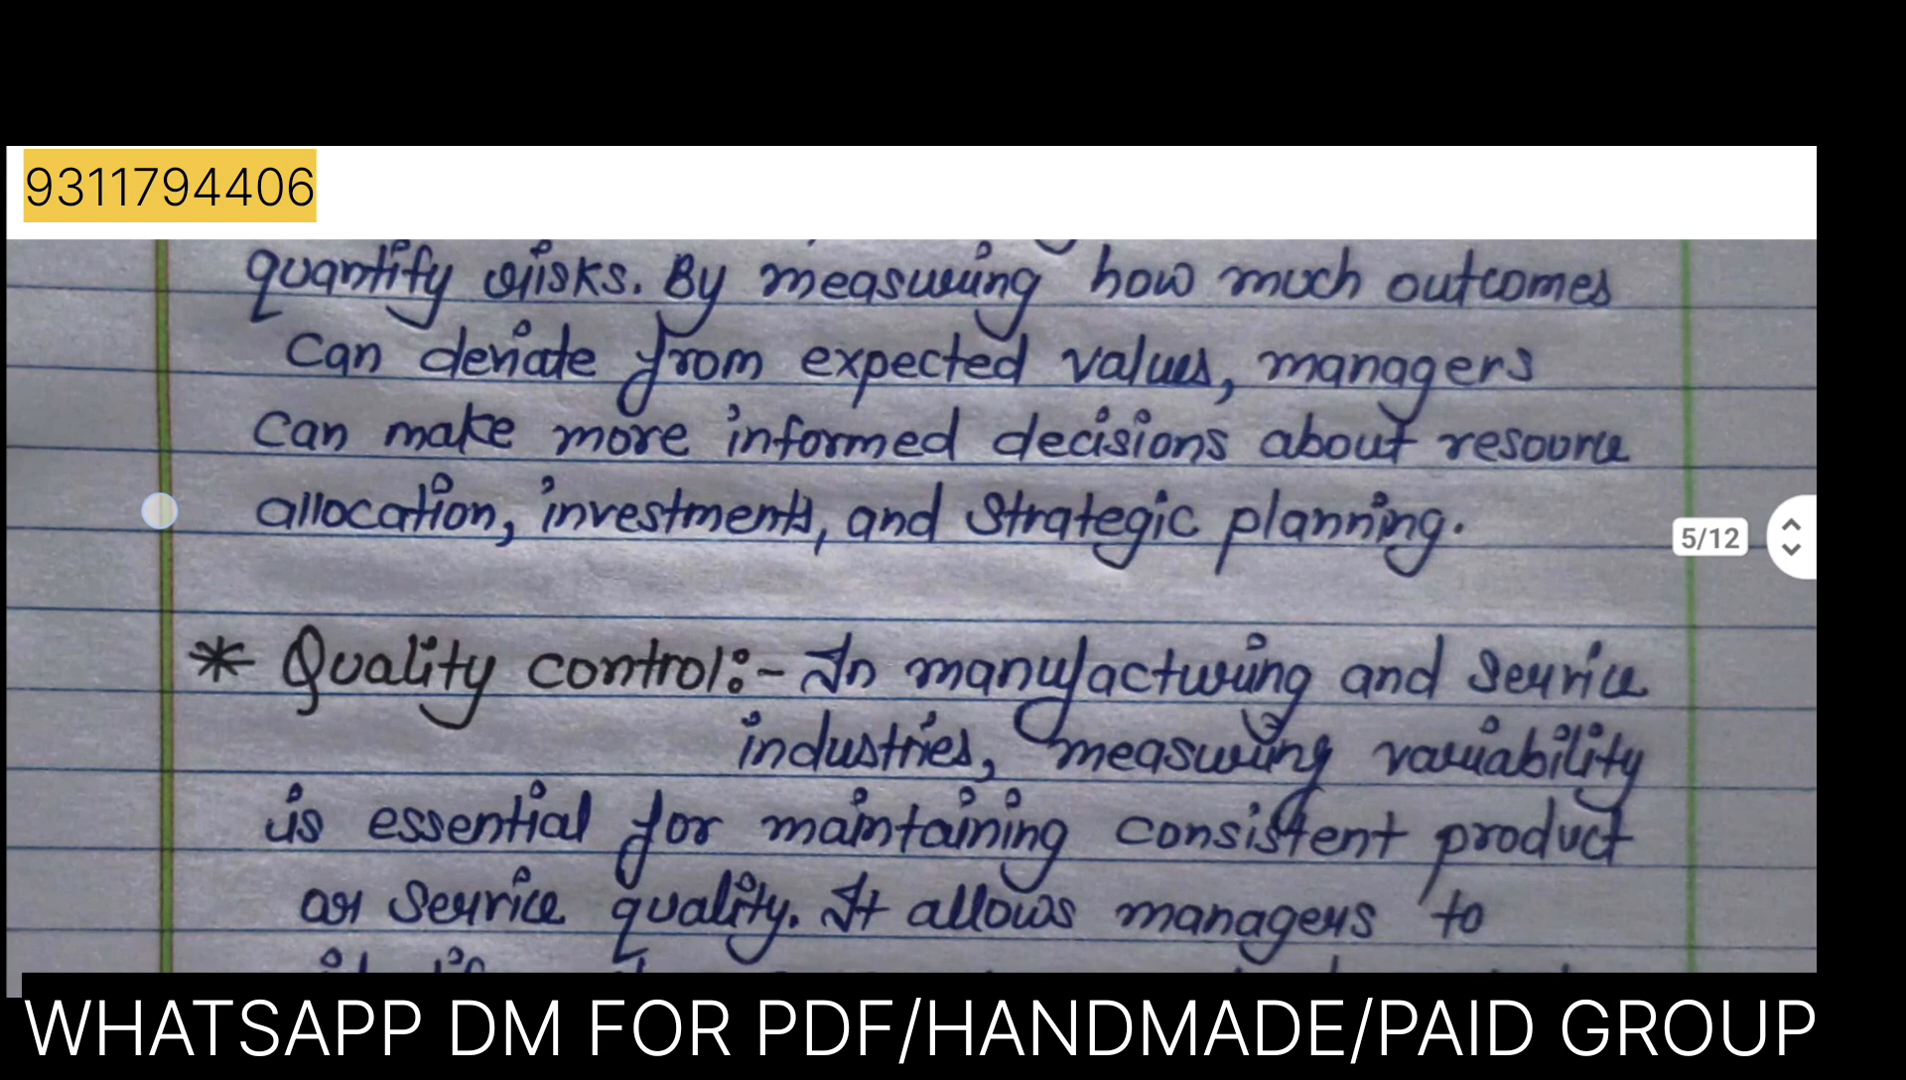 9311794406
quantify risks. By measuring how much outcomes
can deviate from expected values, managers
can make more informed decisions about resource
allocation, investments, and strategic planning.
5/12
* Quality control:- In manufacturing and service
industries, measuring variability
is essential for maintaining consistent product
or service quality. It allows managers to
WHATSAPP DM FOR PDF/HANDMADE/PAID GROUP